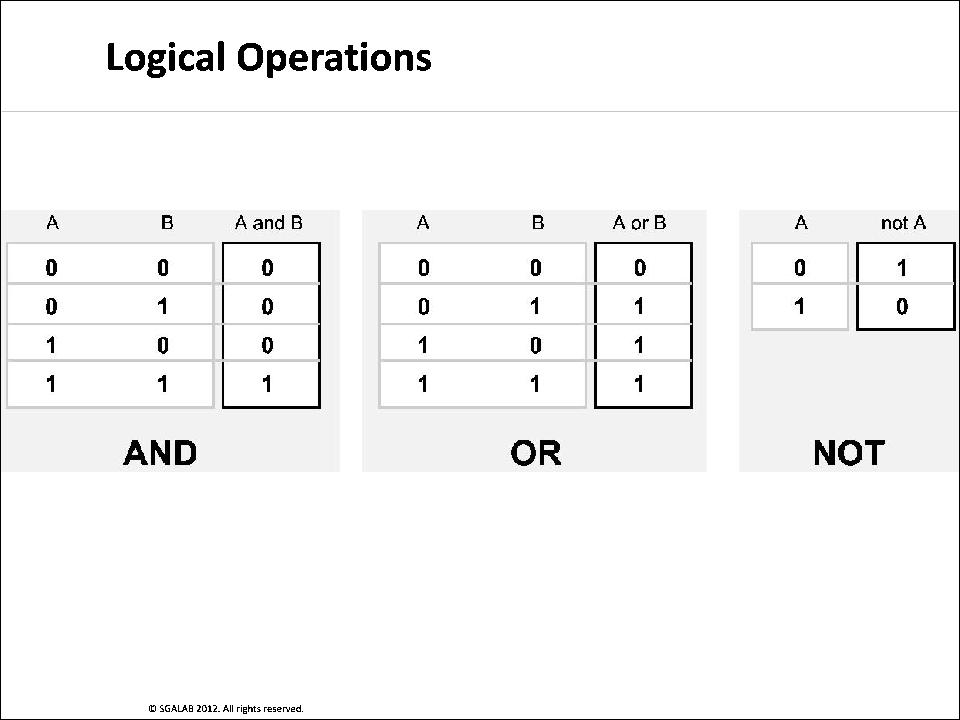 Logical Operations
A B A and B A B A or B A not A
0 0 0 0 0 0 0 1
0 1 0 0 1 1 1 0
1 0 0 1 0 1
1 1 1 1 1 1
AND OR NOT
© SGALAB 2012. All rights reserved.